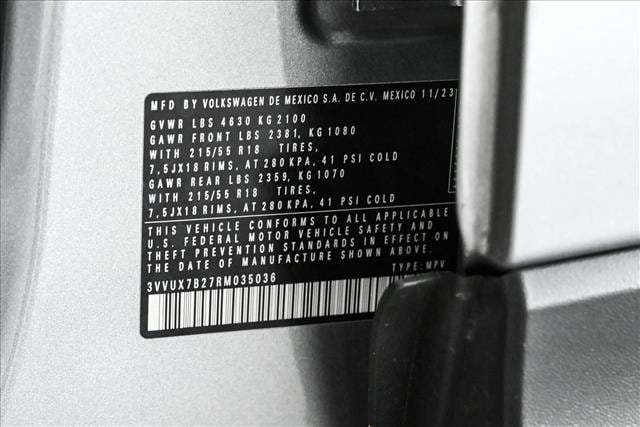 MFD BY VOLKSWAGEN DE MEXICO S.A. DE C.V. MEXICO 11/23
GVWR LBS 4630 KG 2100
GAWR FRONT LBS 2381, KG 1080
WITH 215/55 R18 TIRES,
7,5JX18 RIMS, AT 280 KPA, 41 PSI COLD
GAWR REAR LBS 2359, KG 1070
WITH 215/55 R18 TIRES,
7,5JX18 RIMS, AT 280 KPA, 41 PSI COLD
THIS VEHICLE CONFORMS TO ALL APPLICABLE
U.S. FEDERAL MOTOR VEHICLE SAFETY AND
THEFT PREVENTION STANDARDS IN EFFECT ON
THE DATE OF MANUFACTURE SHOWN ABOVE.
3VVUX7B27RM035036 TYPE: MPV